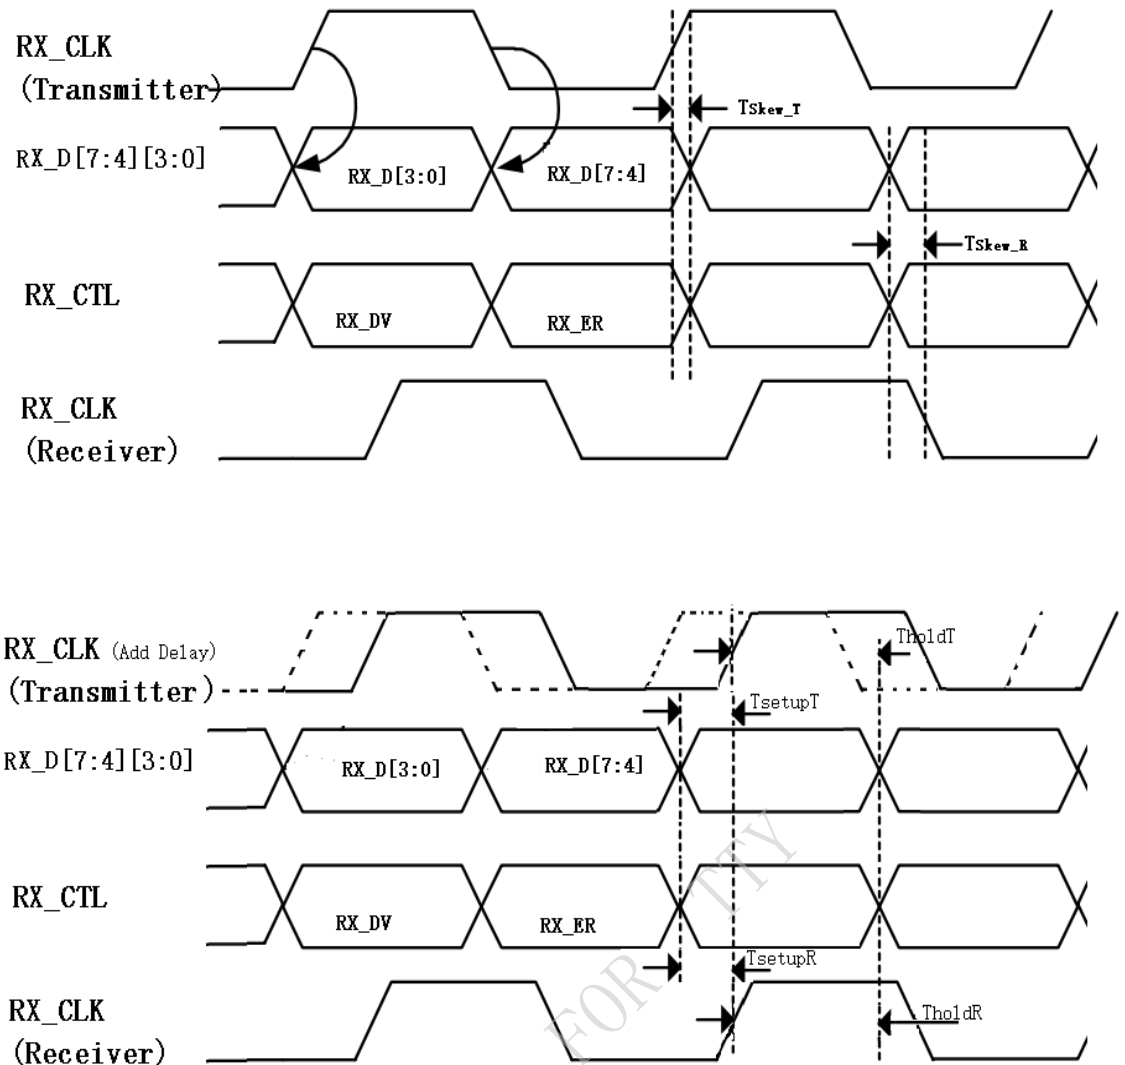 RX_CLK
(Transmitter)
TSkew_T
RX_D[7:4][3:0]
RX_D[3:0]
RX_D[7:4]
TSkew_R
RX_CTL
RX_DV
RX_ER
RX_CLK
(Receiver)
RX_CLK (Add Delay)
(Transmitter)
TholdT
TsetupT
RX_D[7:4][3:0]
RX_D[3:0]
RX_D[7:4]
RX_CTL
RX_DV
RX_ER
TsetupR
RX_CLK
(Receiver)
TholdR
FOR TTY